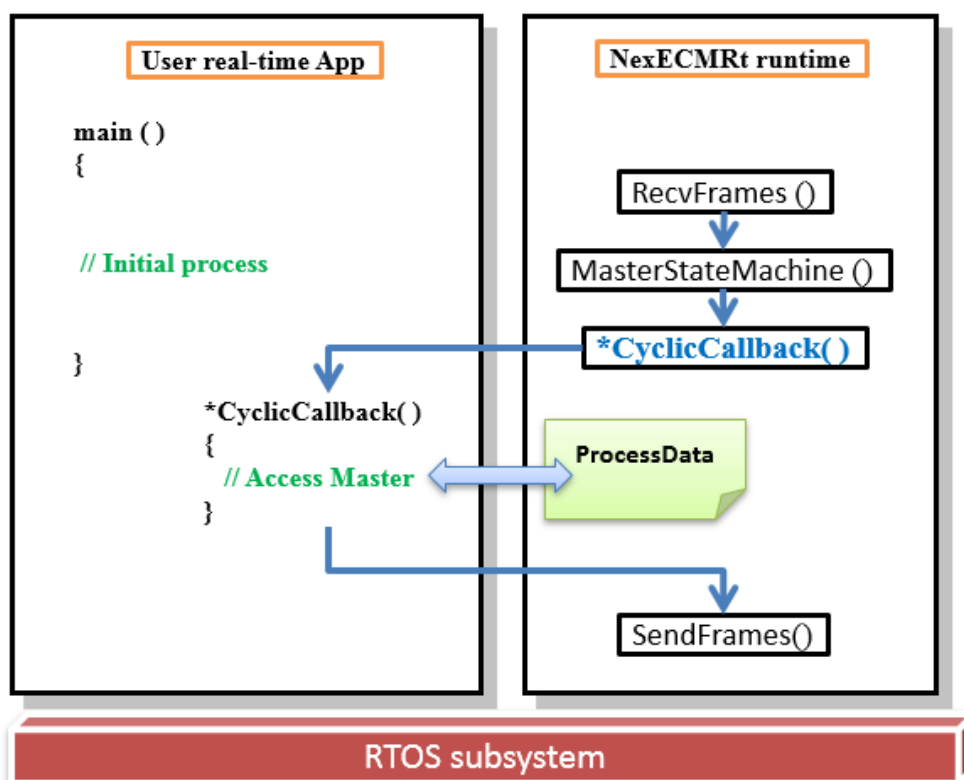 User real-time App
main ( )
{
// Initial process
}
*CyclicCallback( )
{
// Access Master
}
NexECMRt runtime
RecvFrames ()
MasterStateMachine ()
*CyclicCallback( )
ProcessData
SendFrames()
RTOS subsystem